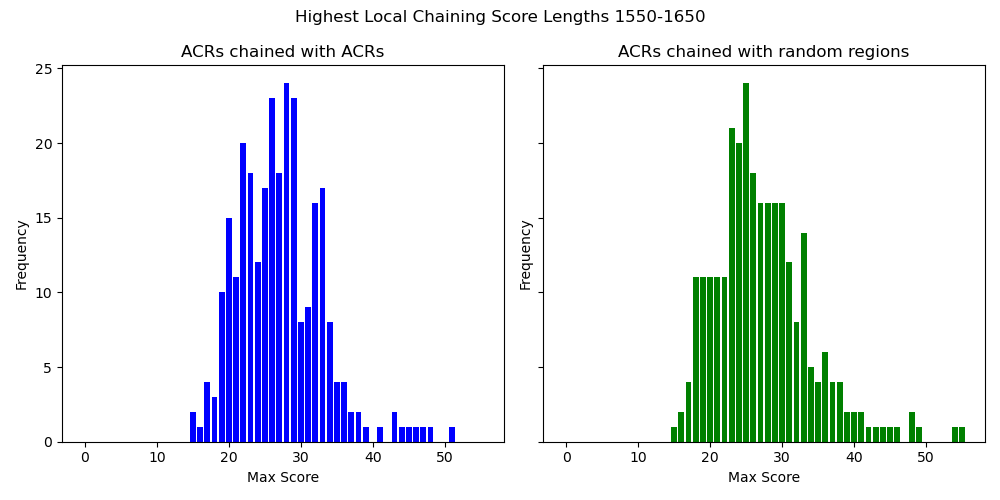 Highest Local Chaining Score Lengths 1550-1650
ACRs chained with ACRs
25
20
15
10
5
0
Frequency
0 10 20 30 40 50
Max Score
ACRs chained with random regions
Frequency
0 10 20 30 40 50
Max Score